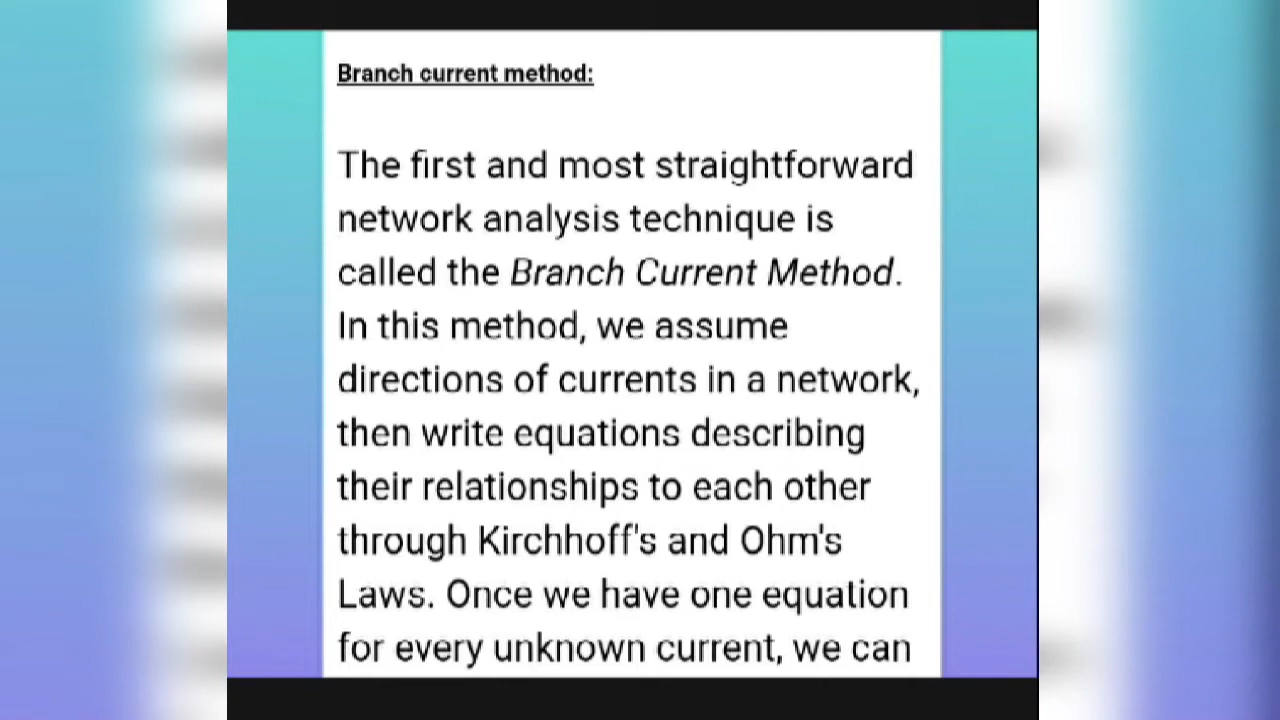 Branch current method:
The first and most straightforward
network analysis technique is
called the Branch Current Method.
In this method, we assume
directions of currents in a network,
then write equations describing
their relationships to each other
through Kirchhoff's and Ohm's
Laws. Once we have one equation
for every unknown current, we can